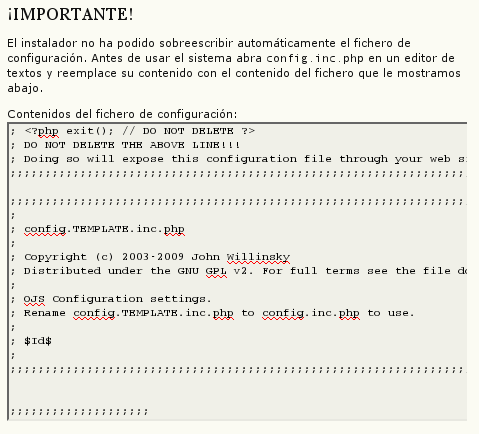 ¡IMPORTANTE!
El instalador no ha podido sobreescribir automáticamente el fichero de
configuración. Antes de usar el sistema abra config.inc.php en un editor de
textos y reemplace su contenido con el contenido del fichero que le mostramos
abajo.
Contenidos del fichero de configuración:
; <?php exit(); // DO NOT DELETE ?>
; DO NOT DELETE THE ABOVE LINE!!!
; Doing so will expose this configuration file through your web
;;;;;;;;;;;;;;;;;;;;;;;;;;;;;;;;;;;;;;;;;;;;;;;;;;;;;;;;;;;;;;;;;
;;;;;;;;;;;;;;;;;;;;;;;;;;;;;;;;;;;;;;;;;;;;;;;;;;;;;;;;;;;;;;;;;
;
; config.TEMPLATE.inc.php
;
; Copyright (c) 2003-2009 John Willinsky
; Distributed under the GNU GPL v2. For full terms see the file
;
; OJS Configuration settings.
; Rename config.TEMPLATE.inc.php to config.inc.php to use.
;
; $Id$
;
;;;;;;;;;;;;;;;;;;;;;;;;;;;;;;;;;;;;;;;;;;;;;;;;;;;;;;;;;;;;;;;;;
;;;;;;;;;;;;;;;;;;;;